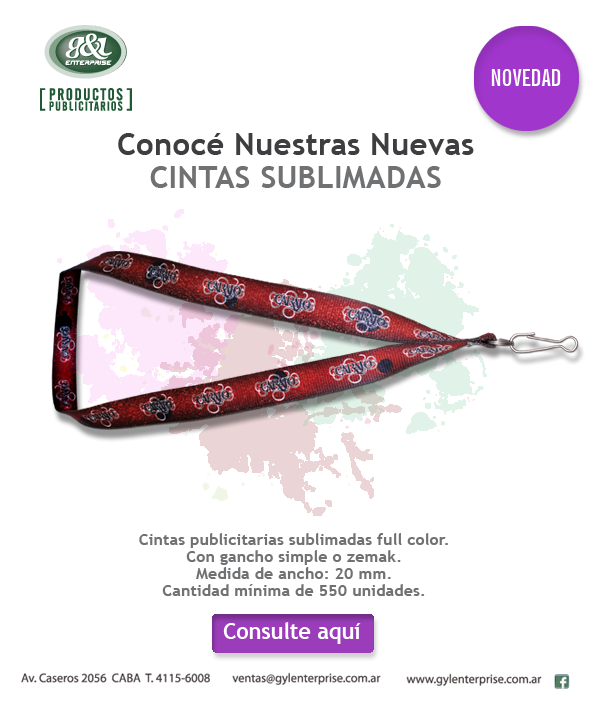 g&l
ENTERPRISE
[PRODUCTOS
PUBLICITARIOS]
NOVEDAD
Conocé Nuestras Nuevas
CINTAS SUBLIMADAS
Cintas publicitarias sublimadas full color.
Con gancho simple o zemak.
Medida de ancho: 20 mm.
Cantidad mínima de 550 unidades.
Consulte aquí
Av. Caseros 2056 CABA T. 4115-6008 ventas@gylenterprise.com.ar www.gylenterprise.com.ar f